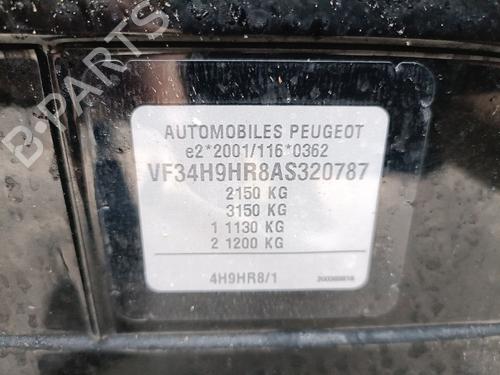 B-PARTS
AUTOMOBILES PEUGEOT
e2*2001/116*0362
VF34H9HR8AS320787
2150 KG
3150 KG
1 1130 KG
2 1200 KG
4H9HR8/1